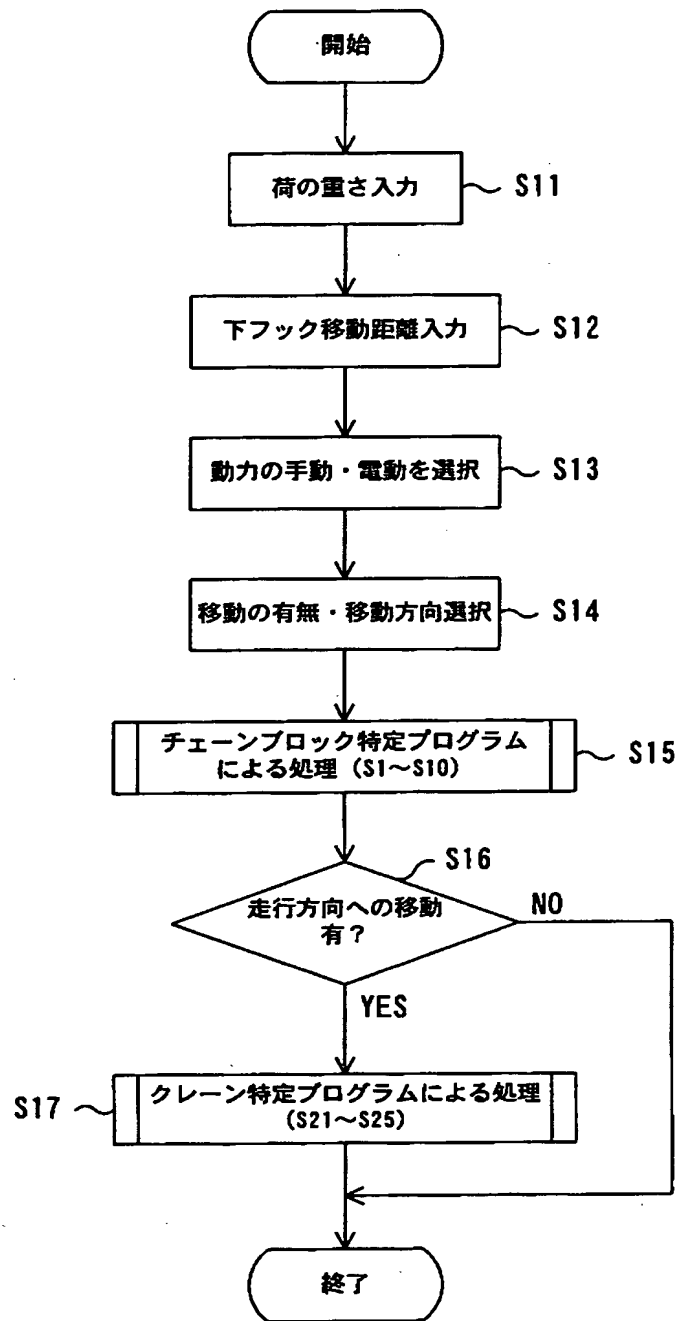 開始
荷の重さ入力
S11
下フック移動距離入力
S12
動力の手動・電動を選択
S13
移動の有無・移動方向選択
S14
チェーンブロック特定プログラム
による処理（S1～S10）
S15
S16
走行方向への移動
有？
NO
YES
S17
クレーン特定プログラムによる処理
（S21～S25）
終了